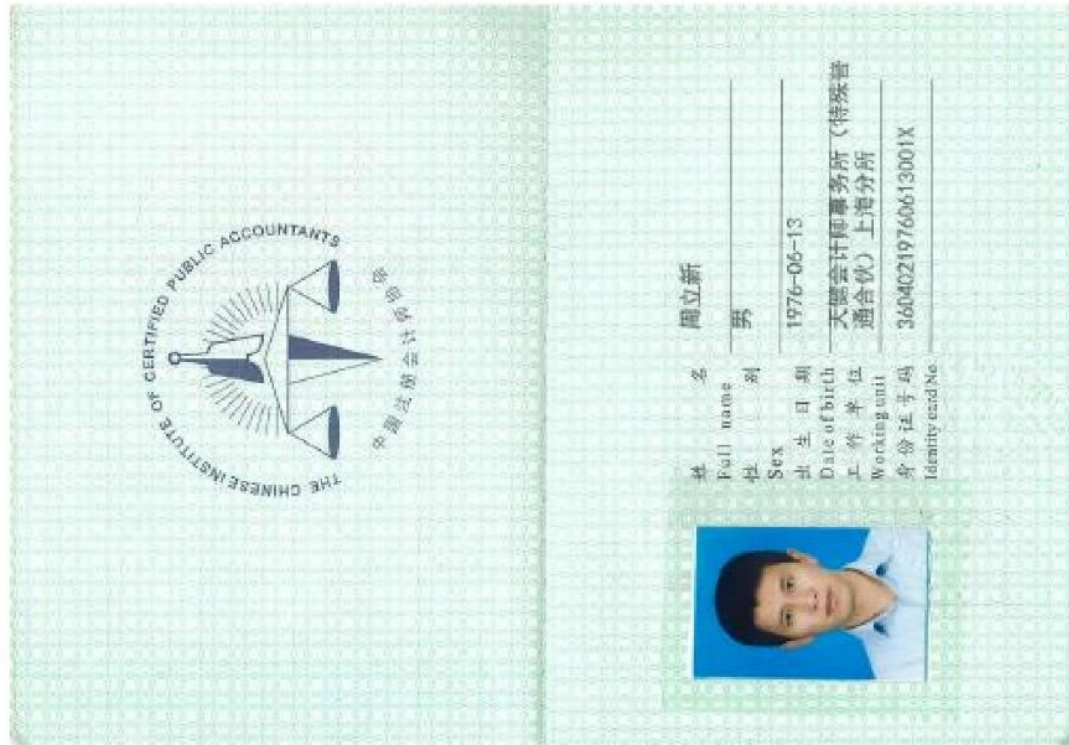 THE CHINESE INSTITUTE OF CERTIFIED PUBLIC ACCOUNTANTS
中国注册会计师协会
姓 名 周立新
Full name
性 别 男
Sex
出 生 日 期 1976-06-13
Date of birth
工 作 单 位 天健会计师事务所（特殊普
通合伙）上海分所
Working unit
身 份 证 号 码 36040219760613001X
Identity card No.